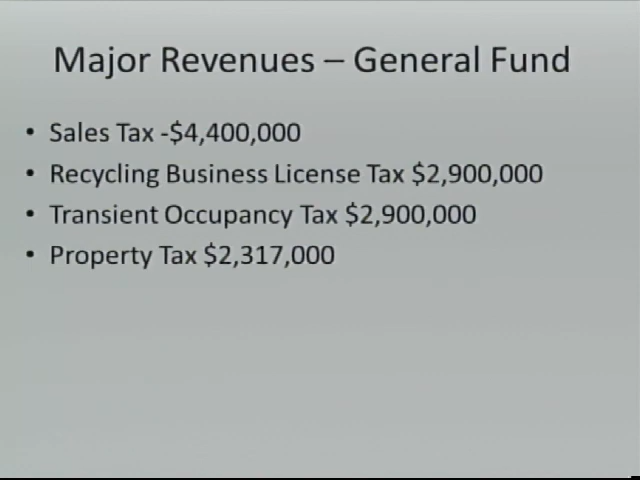 Major Revenues – General Fund
• Sales Tax -$4,400,000
• Recycling Business License Tax $2,900,000
• Transient Occupancy Tax $2,900,000
• Property Tax $2,317,000